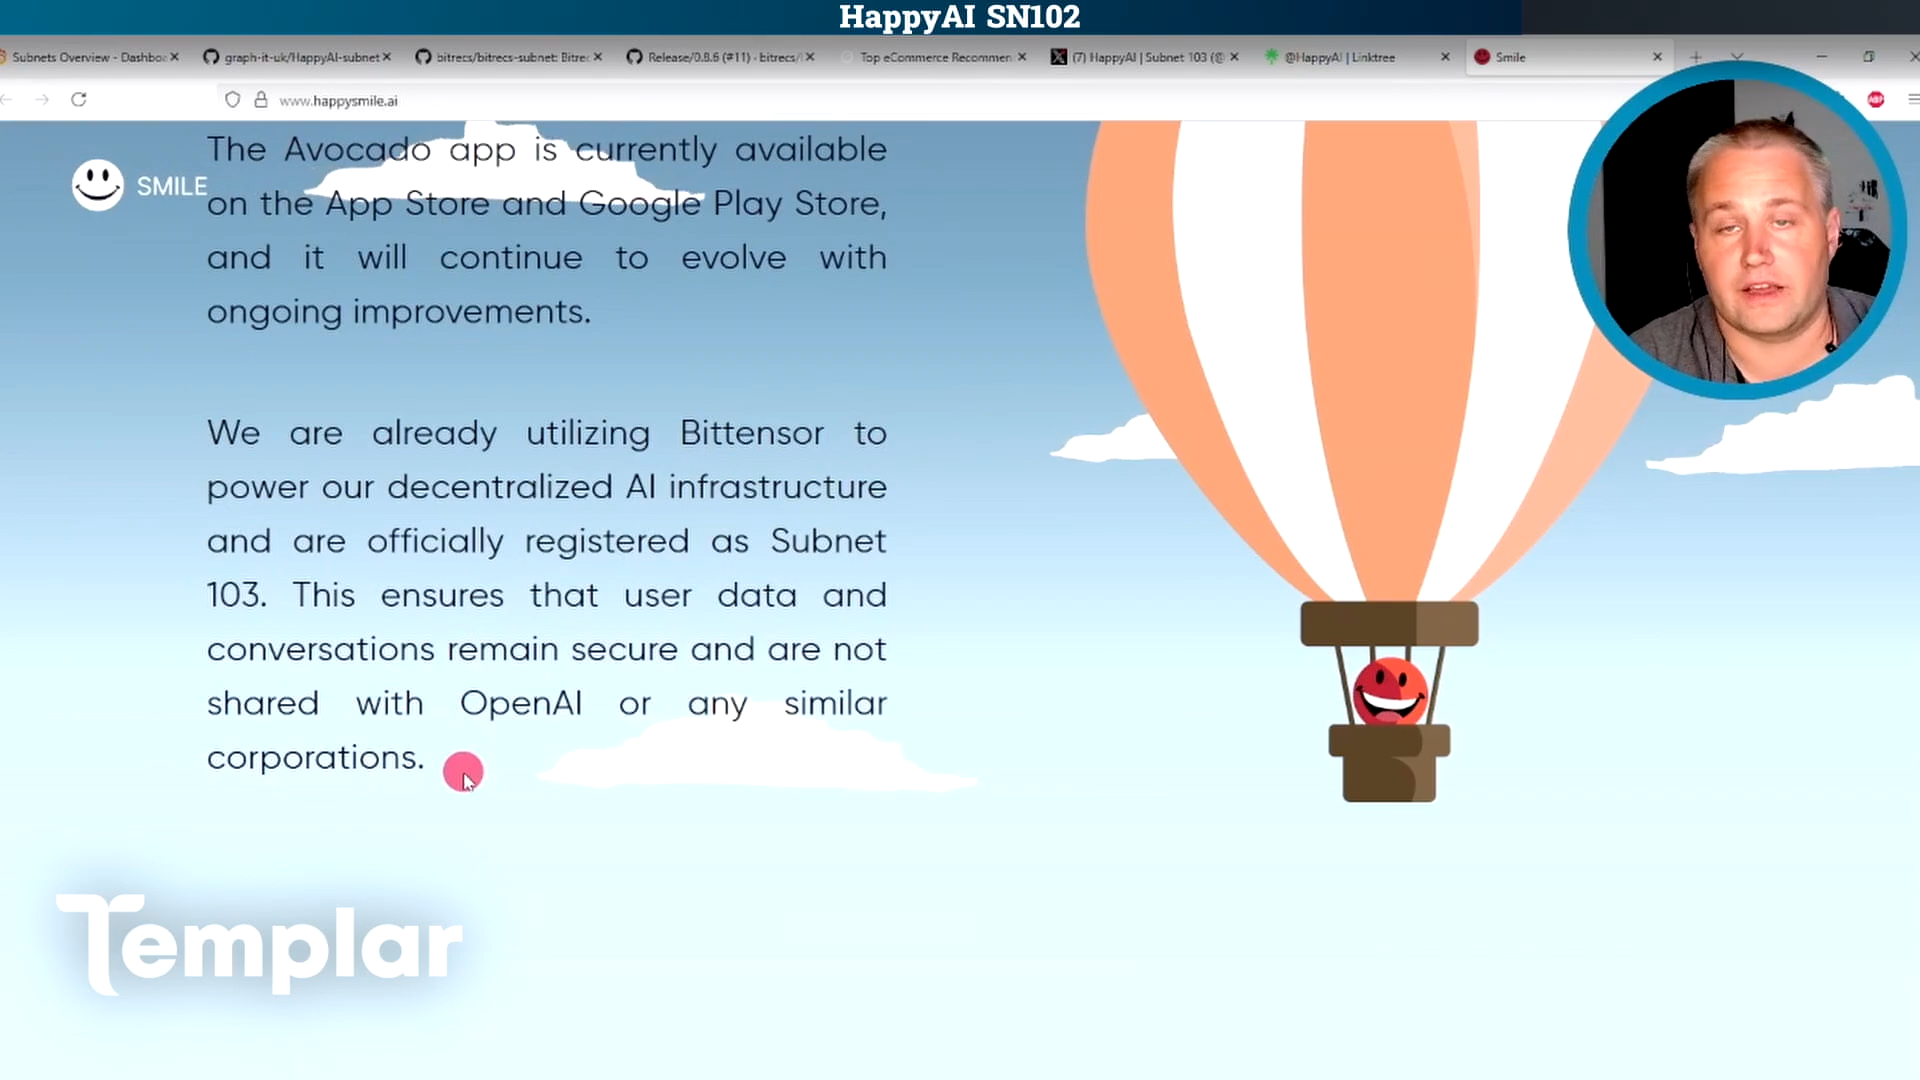 HappyAI SN102
Subnets Overview - Dashboa
graph-it-uk/HappyAI-subnet
bitrecs/bitrecs-subnet: Bitrec
Release/0.8.6 (#11) · bitrecs/
Top eCommerce Recommen
(7) HappyAI | Subnet 103 (@
@HappyAI | Linktree
Smile
www.happysmile.ai
ABP
SMILE
The Avocado app is currently available
on the App Store and Google Play Store,
and it will continue to evolve with
ongoing improvements.
We are already utilizing Bittensor to
power our decentralized AI infrastructure
and are officially registered as Subnet
103. This ensures that user data and
conversations remain secure and are not
shared with OpenAI or any similar
corporations.
Templar